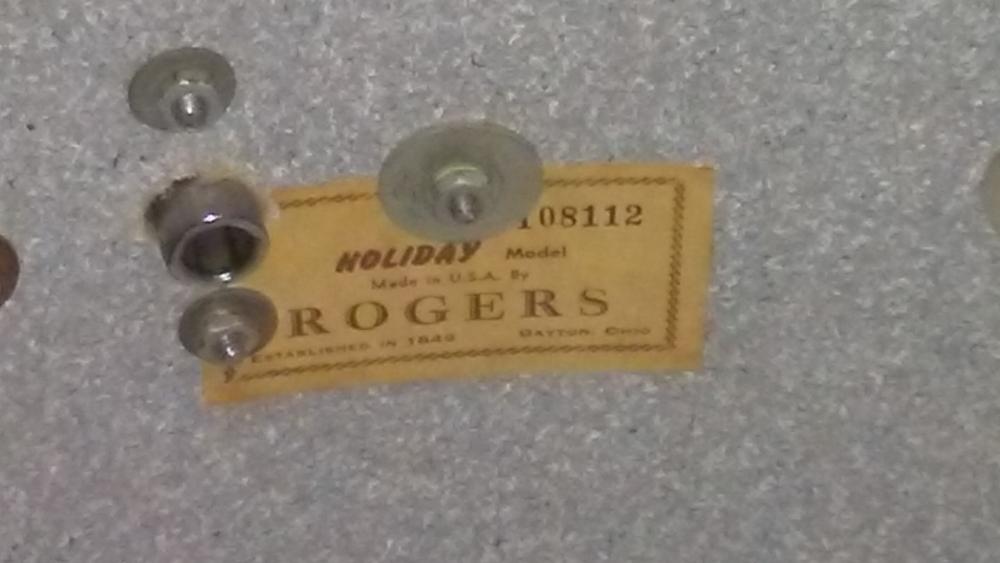 108112
HOLIDAY Model
Made in U.S.A. By
ROGERS
ESTABLISHED IN 1849 DAYTON, OHIO